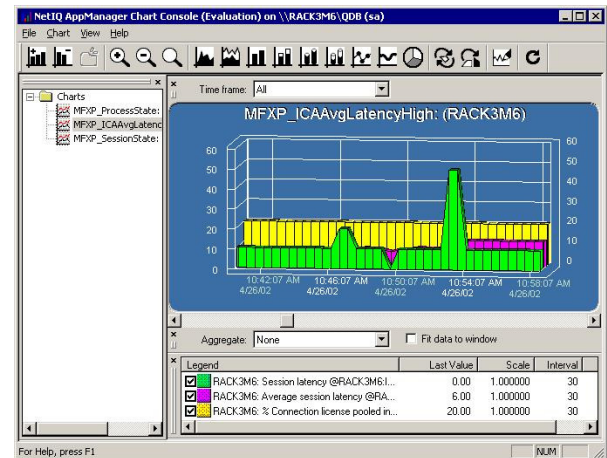 NetIQ AppManager Chart Console (Evaluation) on \\RACK3M6\QDB (sa)
File Chart View Help
Charts
MFXP_ProcessState:
MFXP_ICAAvgLatenc
MFXP_SessionState:
Time frame: All
MFXP_ICAAvgLatencyHigh: (RACK3M6)
60 60
50 50
40 40
30 30
20 20
10 10
0 0
10:42:07 AM 10:46:07 AM 10:50:07 AM 10:54:07 AM 10:58:07 AM
4/26/02 4/26/02 4/26/02 4/26/02 4/26/02
Aggregate: None Fit data to window
Legend Last Value Scale Interval
RACK3M6: Session latency @RACK3M6:I... 0.00 1.000000 30
RACK3M6: Average session latency @RA... 6.00 1.000000 30
RACK3M6: % Connection license pooled in... 20.00 1.000000 30
For Help, press F1 NUM